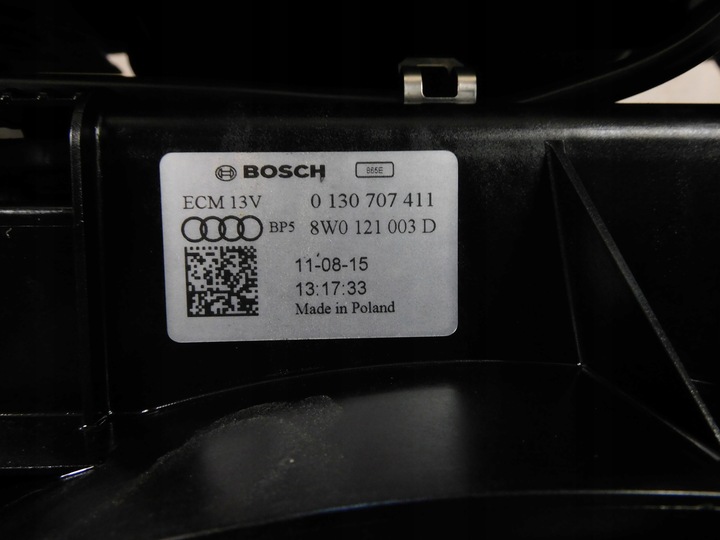 BOSCH 865E
ECM 13V 0 130 707 411
BP5 8W0 121 003 D
11-08-15
13:17:33
Made in Poland